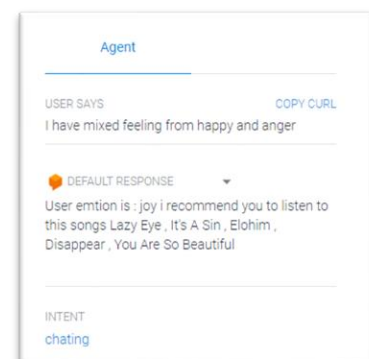 Agent
USER SAYS COPY CURL
I have mixed feeling from happy and anger
DEFAULT RESPONSE
User emtion is : joy i recommend you to listen to
this songs Lazy Eye , It's A Sin , Elohim ,
Disappear , You Are So Beautiful
INTENT
chating